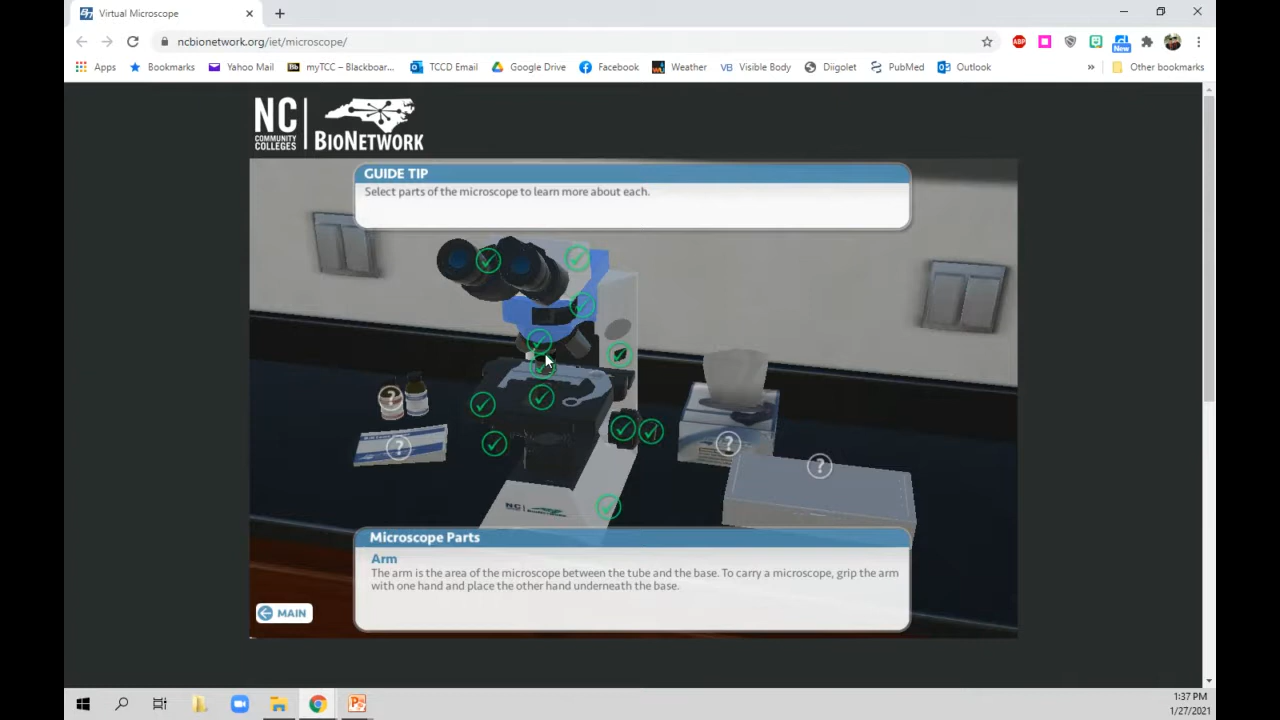 Virtual Microscope
ncbionetwork.org/iet/microscope/
ABP
New
Apps Bookmarks Yahoo Mail myTCC – Blackboar... TCCD Email Google Drive Facebook Weather VB Visible Body Diigolet PubMed Outlook » Other bookmarks
NC
COMMUNITY
COLLEGES
BIONETWORK
GUIDE TIP
Select parts of the microscope to learn more about each.
?
?
?
?
NC
Microscope Parts
Arm
The arm is the area of the microscope between the tube and the base. To carry a microscope, grip the arm
with one hand and place the other hand underneath the base.
MAIN
1:37 PM
1/27/2021